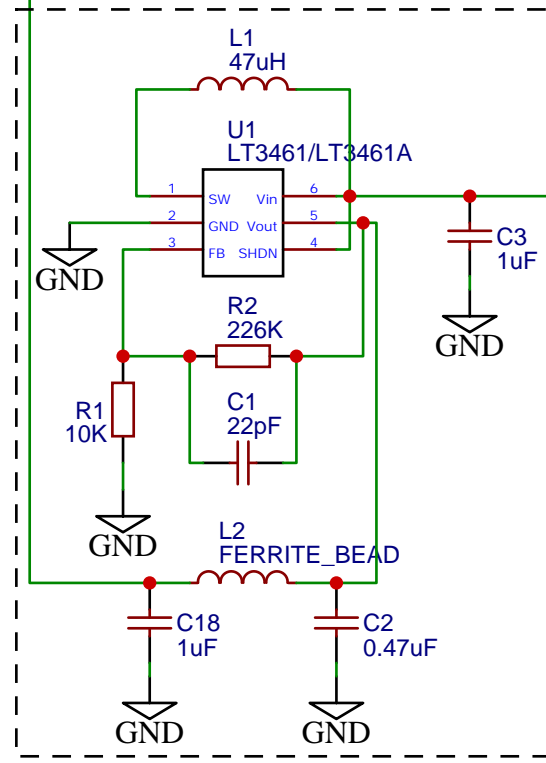 L1
47uH
U1
LT3461/LT3461A
1 SW Vin 6
2 GND Vout 5
3 FB SHDN 4
GND
C3
1uF
GND
R2
226K
R1
10K
C1
22pF
GND
L2
FERRITE_BEAD
C18
1uF
C2
0.47uF
GND
GND